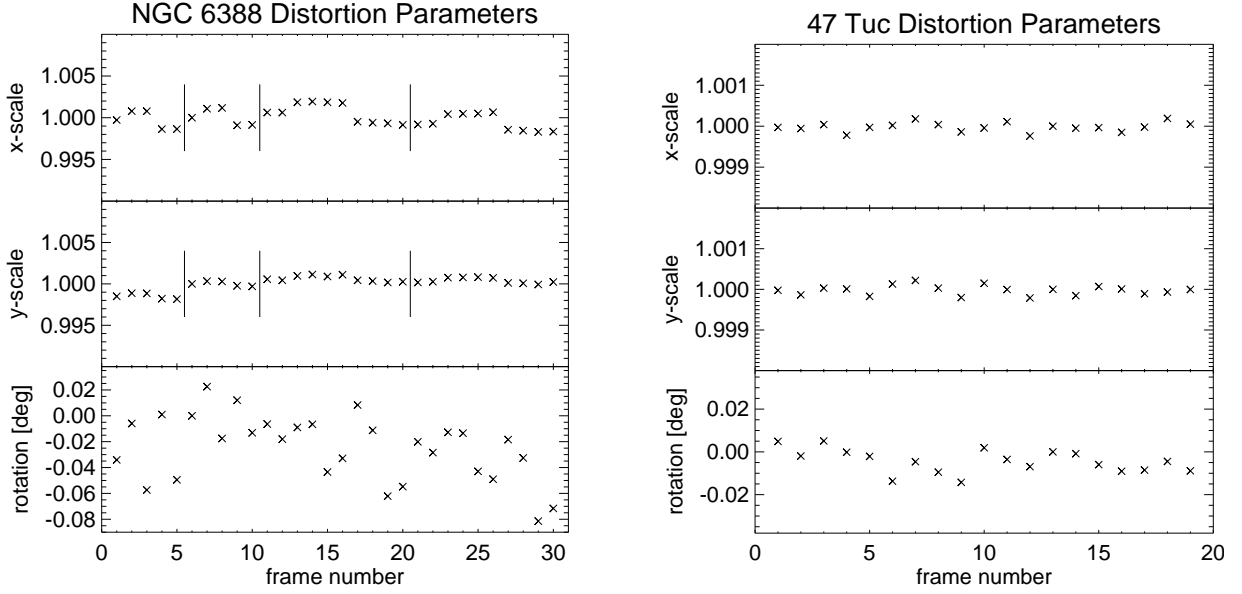 NGC 6388 Distortion Parameters
x-scale
1.005
1.000
0.995
y-scale
1.005
1.000
0.995
rotation [deg]
0.02
0.00
-0.02
-0.04
-0.06
-0.08
0 5 10 15 20 25 30
frame number
47 Tuc Distortion Parameters
x-scale
1.001
1.000
0.999
y-scale
1.001
1.000
0.999
rotation [deg]
0.02
0.00
-0.02
0 5 10 15 20
frame number